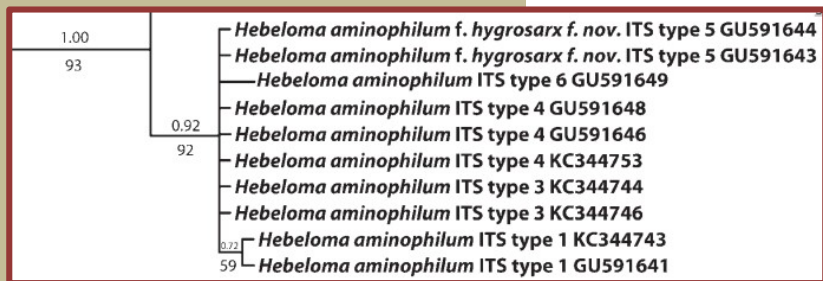 1.00
93
Hebeloma aminophilum f. hygrosarx f. nov. ITS type 5 GU591644
Hebeloma aminophilum f. hygrosarx f. nov. ITS type 5 GU591643
Hebeloma aminophilum ITS type 6 GU591649
Hebeloma aminophilum ITS type 4 GU591648
0.92
92
Hebeloma aminophilum ITS type 4 GU591646
Hebeloma aminophilum ITS type 4 KC344753
Hebeloma aminophilum ITS type 3 KC344744
Hebeloma aminophilum ITS type 3 KC344746
0.72
59
Hebeloma aminophilum ITS type 1 KC344743
Hebeloma aminophilum ITS type 1 GU591641